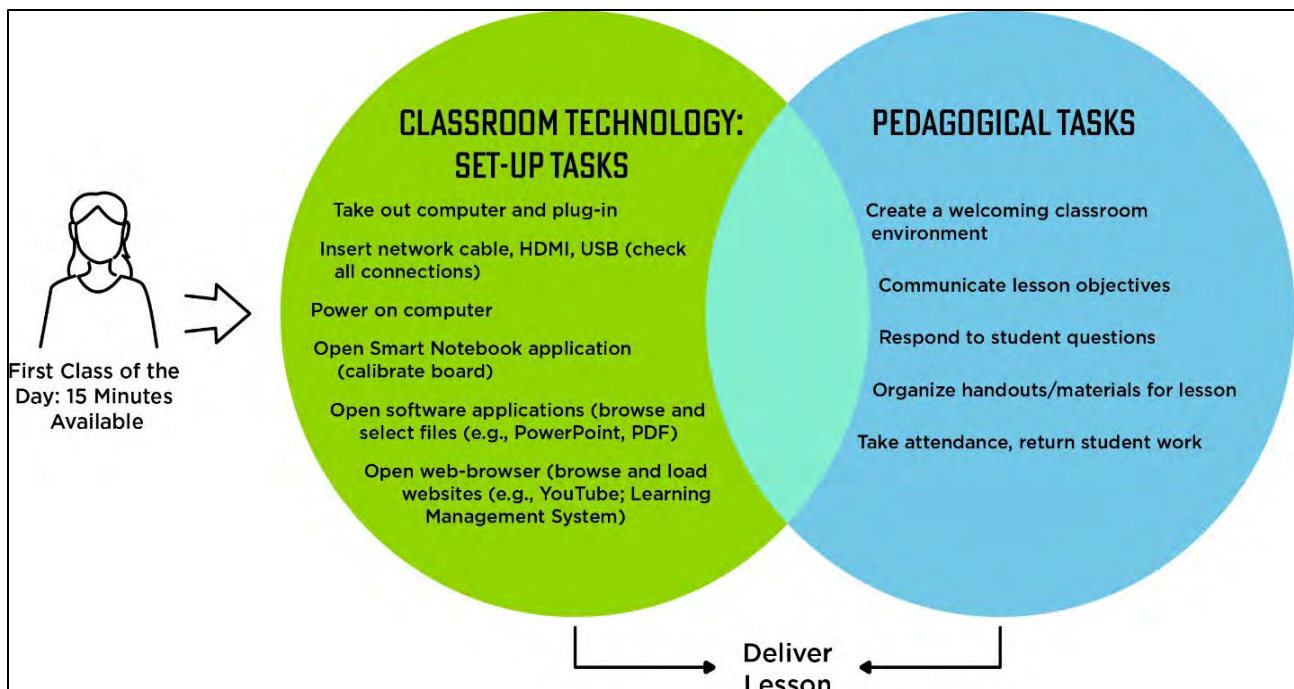 First Class of the
Day: 15 Minutes
Available
CLASSROOM TECHNOLOGY:
SET-UP TASKS
Take out computer and plug-in
Insert network cable, HDMI, USB (check
all connections)
Power on computer
Open Smart Notebook application
(calibrate board)
Open software applications (browse and
select files (e.g., PowerPoint, PDF)
Open web-browser (browse and load
websites (e.g., YouTube; Learning
Management System)
PEDAGOGICAL TASKS
Create a welcoming classroom
environment
Communicate lesson objectives
Respond to student questions
Organize handouts/materials for lesson
Take attendance, return student work
Deliver
Lesson